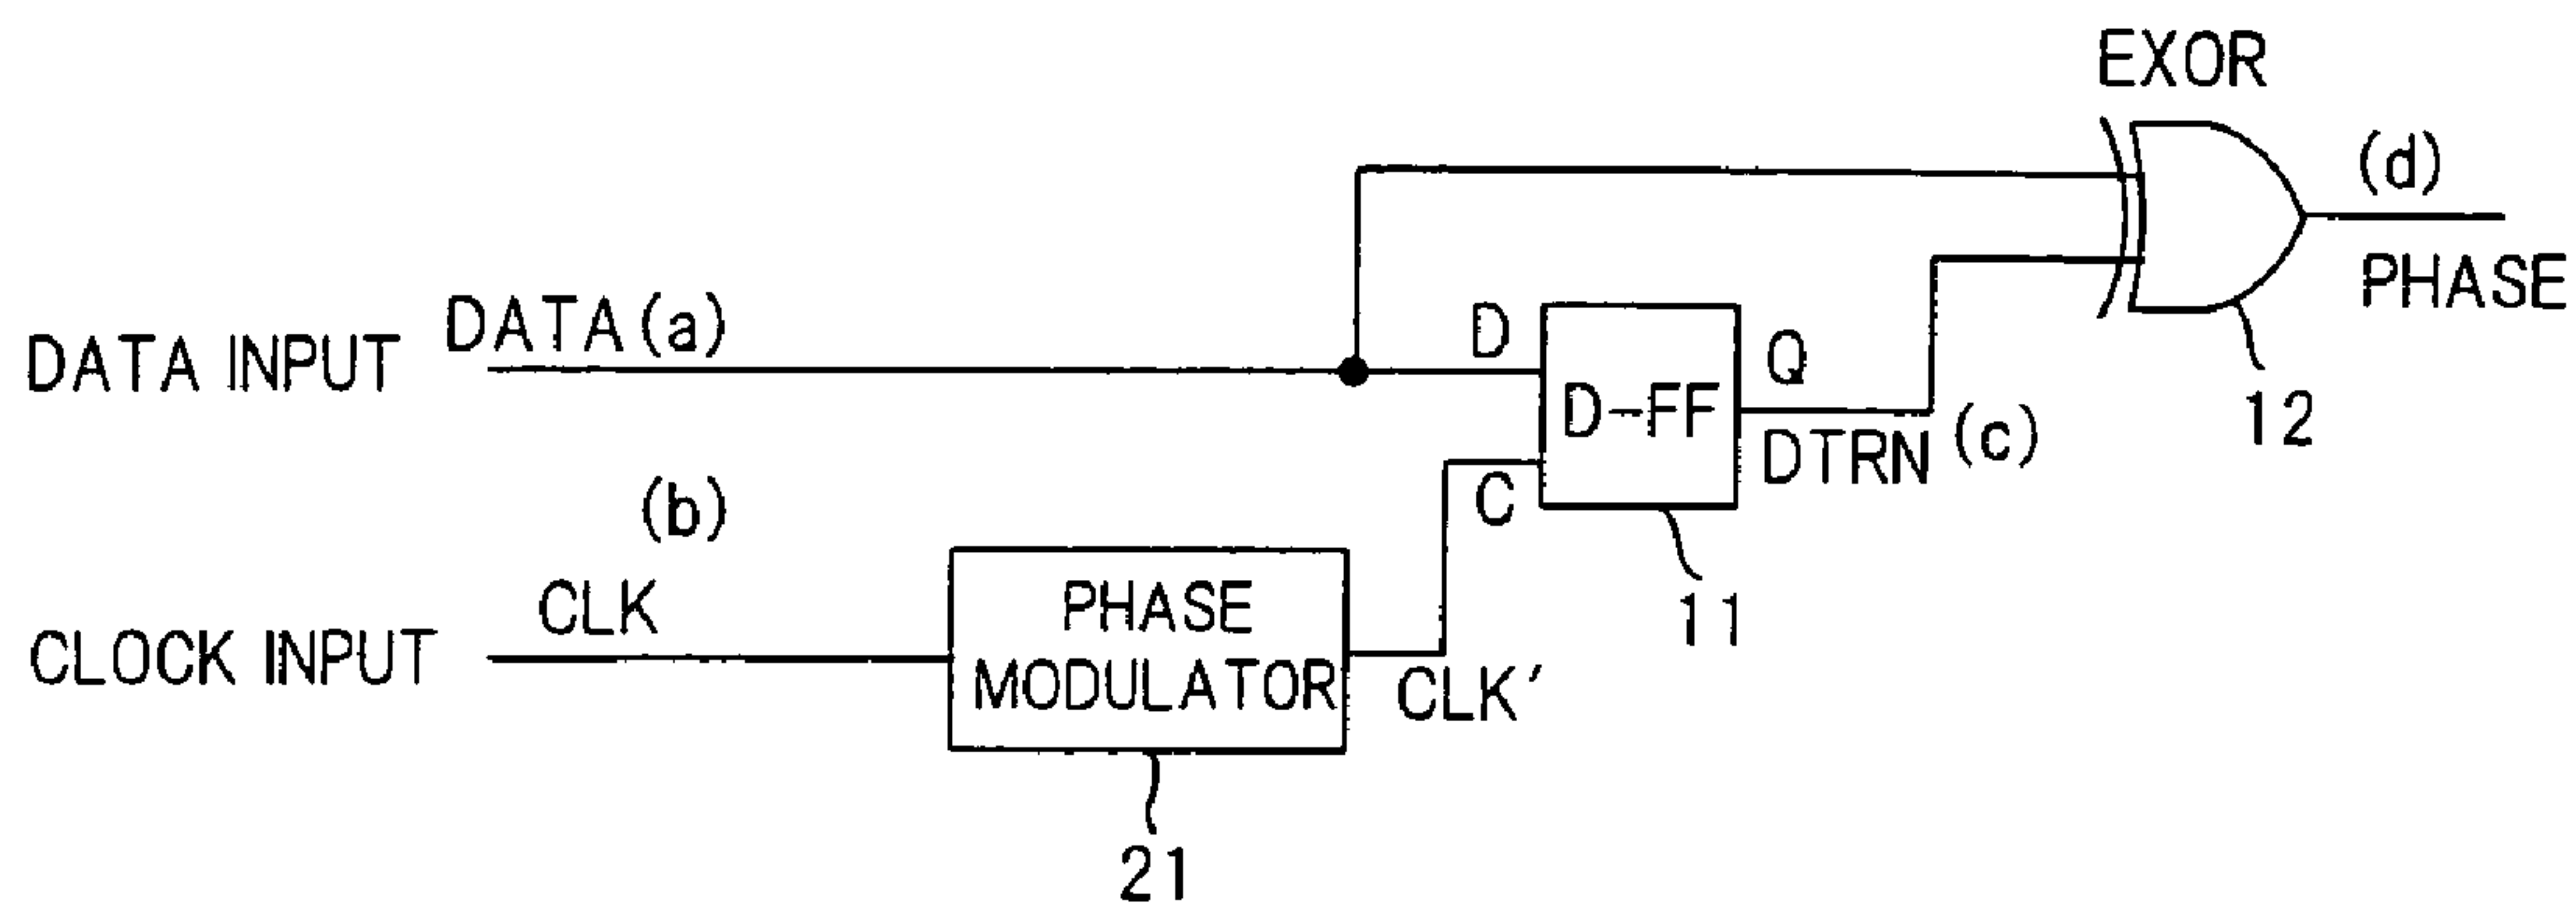 EXOR
(d)
PHASE
12
DATA INPUT
DATA (a)
D
D-FF
Q
DTRN (c)
C
11
(b)
CLOCK INPUT
CLK
PHASE
MODULATOR
CLK'
21